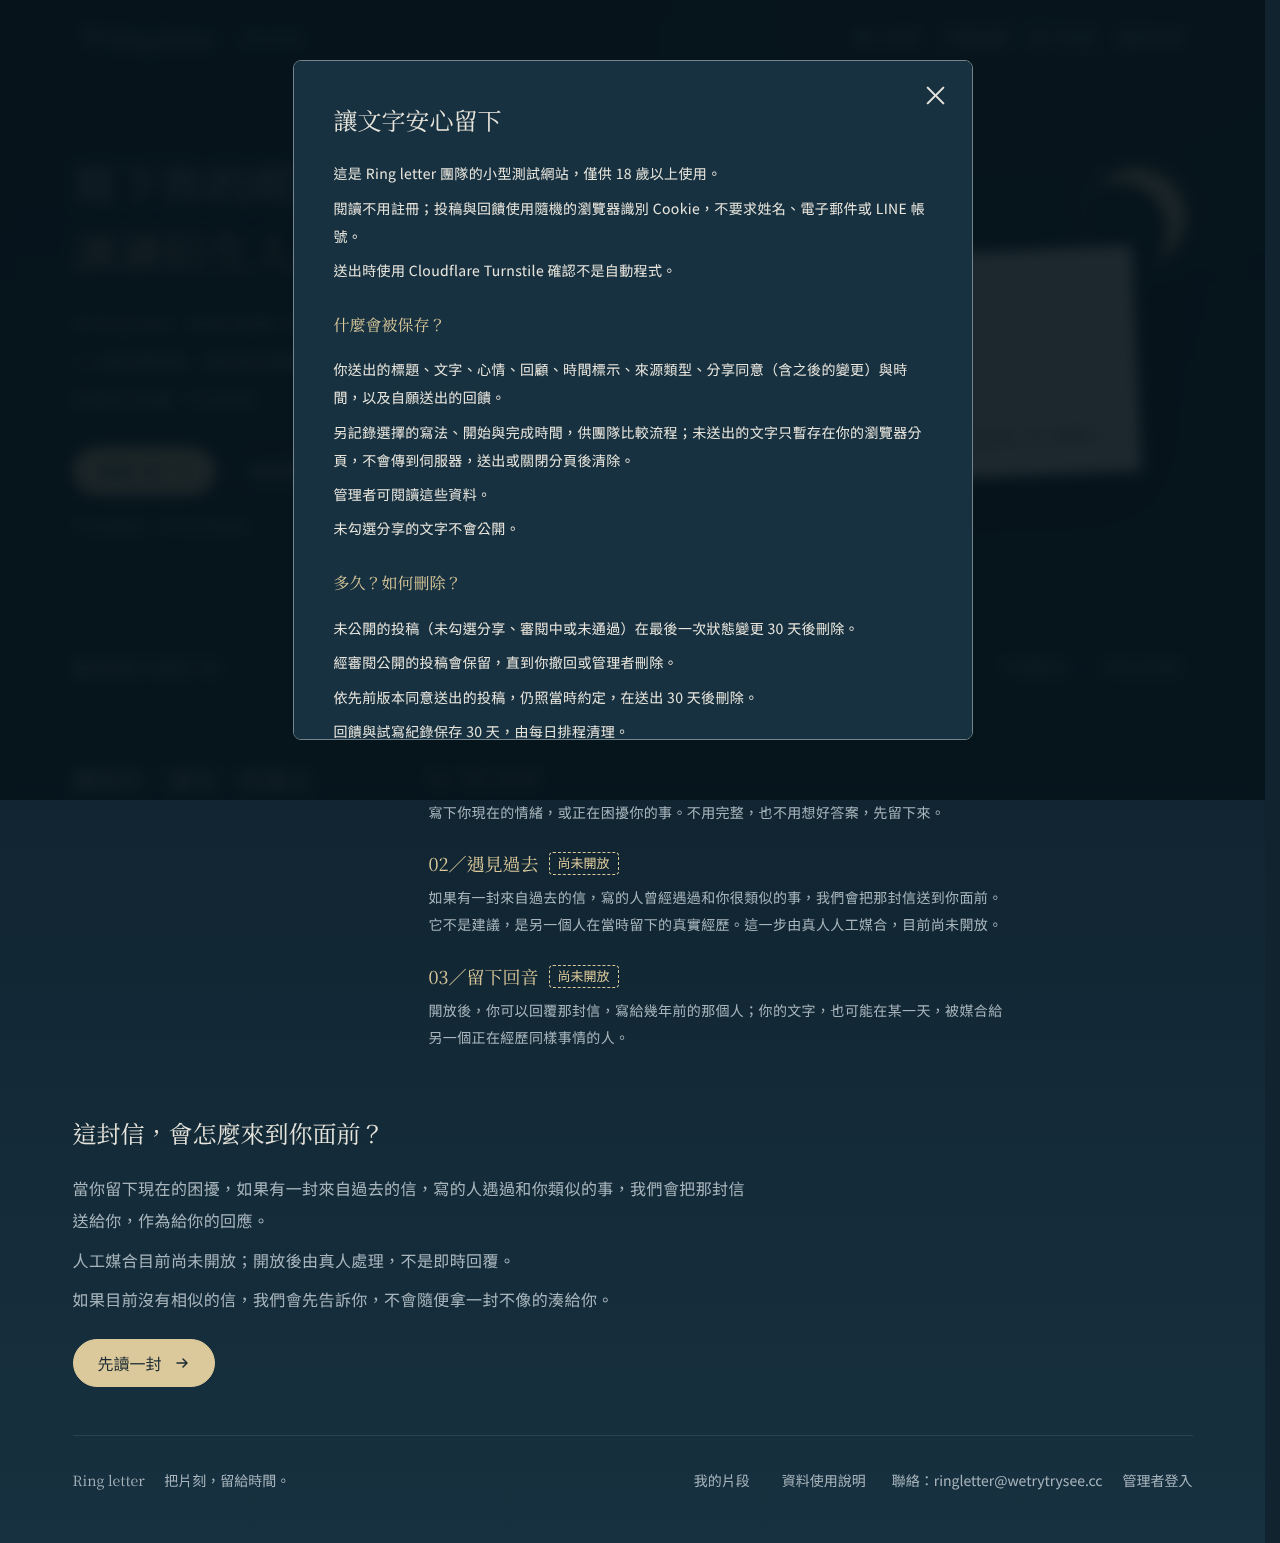 讓文字安心留下
這是 Ring letter 團隊的小型測試網站，僅供 18 歲以上使用。
閱讀不用註冊；投稿與回饋使用隨機的瀏覽器識別 Cookie，不要求姓名、電子郵件或 LINE 帳
號。
送出時使用 Cloudflare Turnstile 確認不是自動程式。
什麼會被保存？
你送出的標題、文字、心情、回顧、時間標示、來源類型、分享同意（含之後的變更）與時
間，以及自願送出的回饋。
另記錄選擇的寫法、開始與完成時間，供團隊比較流程；未送出的文字只暫存在你的瀏覽器分
頁，不會傳到伺服器，送出或關閉分頁後清除。
管理者可閱讀這些資料。
未勾選分享的文字不會公開。
多久？如何刪除？
未公開的投稿（未勾選分享、審閱中或未通過）在最後一次狀態變更 30 天後刪除。
經審閱公開的投稿會保留，直到你撤回或管理者刪除。
依先前版本同意送出的投稿，仍照當時約定，在送出 30 天後刪除。
回饋與試寫紀錄保存 30 天，由每日排程清理。
寫下你現在的情緒，或正在困擾你的事。不用完整，也不用想好答案，先留下來。
02／遇見過去 尚未開放
如果有一封來自過去的信，寫的人曾經遇過和你很類似的事，我們會把那封信送到你面前。
它不是建議，是另一個人在當時留下的真實經歷。這一步由真人人工媒合，目前尚未開放。
03／留下回音 尚未開放
開放後，你可以回覆那封信，寫給幾年前的那個人；你的文字，也可能在某一天，被媒合給
另一個正在經歷同樣事情的人。
這封信，會怎麼來到你面前？
當你留下現在的困擾，如果有一封來自過去的信，寫的人遇過和你類似的事，我們會把那封信
送給你，作為給你的回應。
人工媒合目前尚未開放；開放後由真人處理，不是即時回覆。
如果目前沒有相似的信，我們會先告訴你，不會隨便拿一封不像的湊給你。
先讀一封 →
Ring letter 把片刻，留給時間。 我的片段 資料使用說明 聯絡：ringletter@wetrytrysee.cc 管理者登入